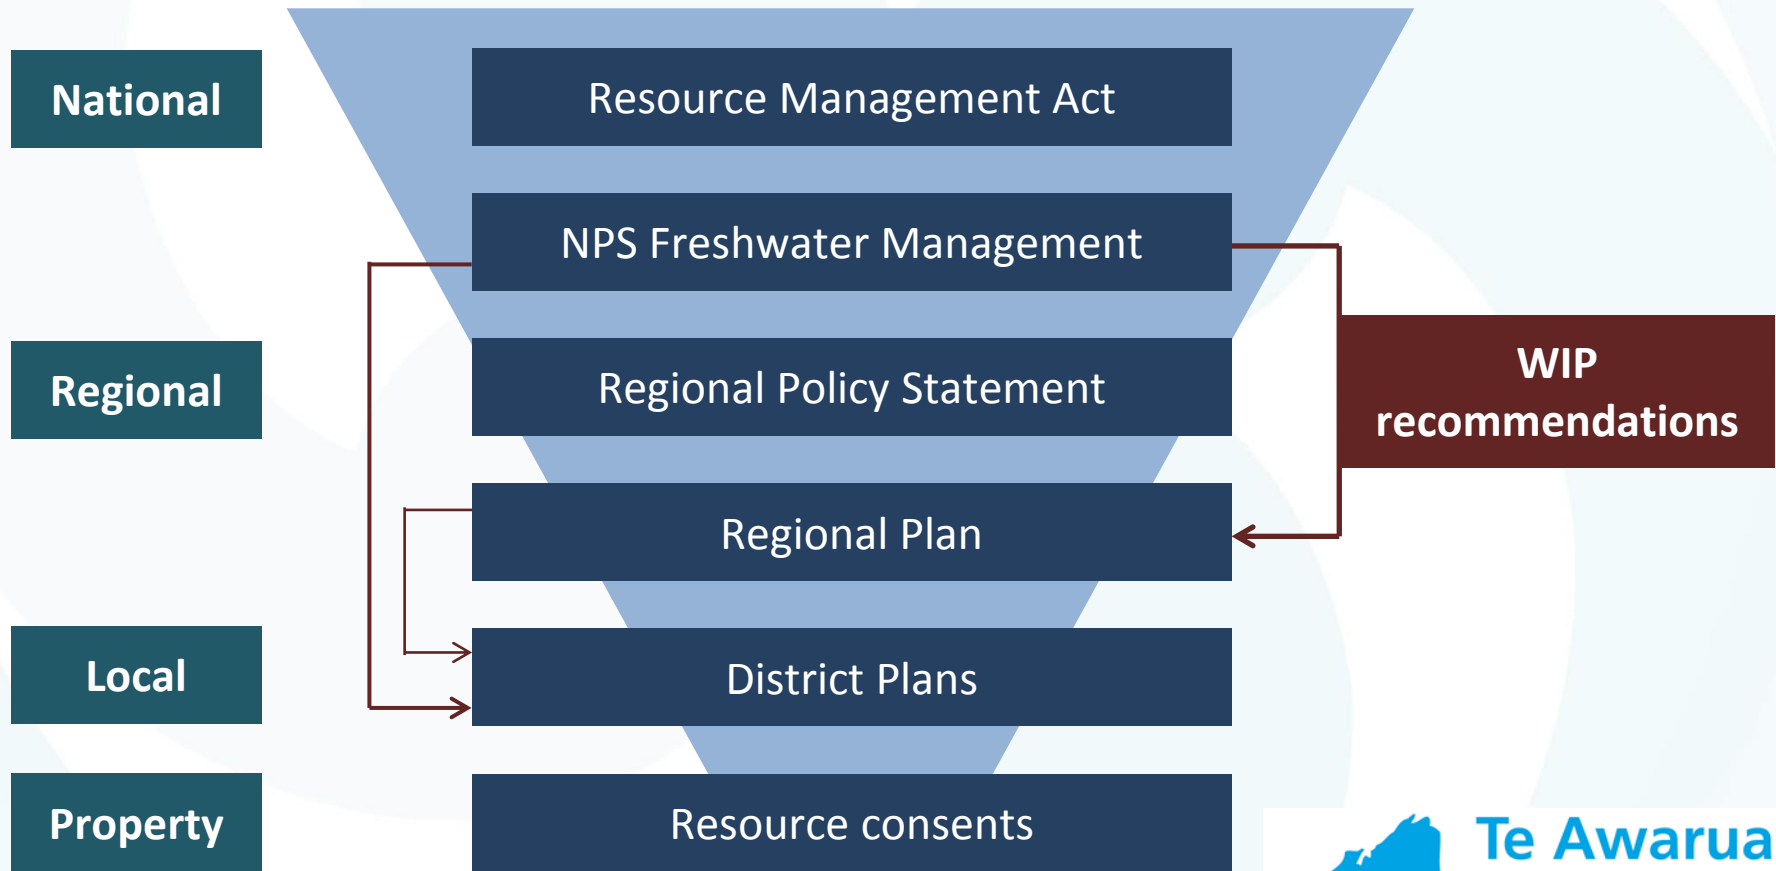 National
Resource Management Act
NPS Freshwater Management
Regional
Regional Policy Statement
WIP
recommendations
Regional Plan
Local
District Plans
Property
Resource consents
Te Awarua